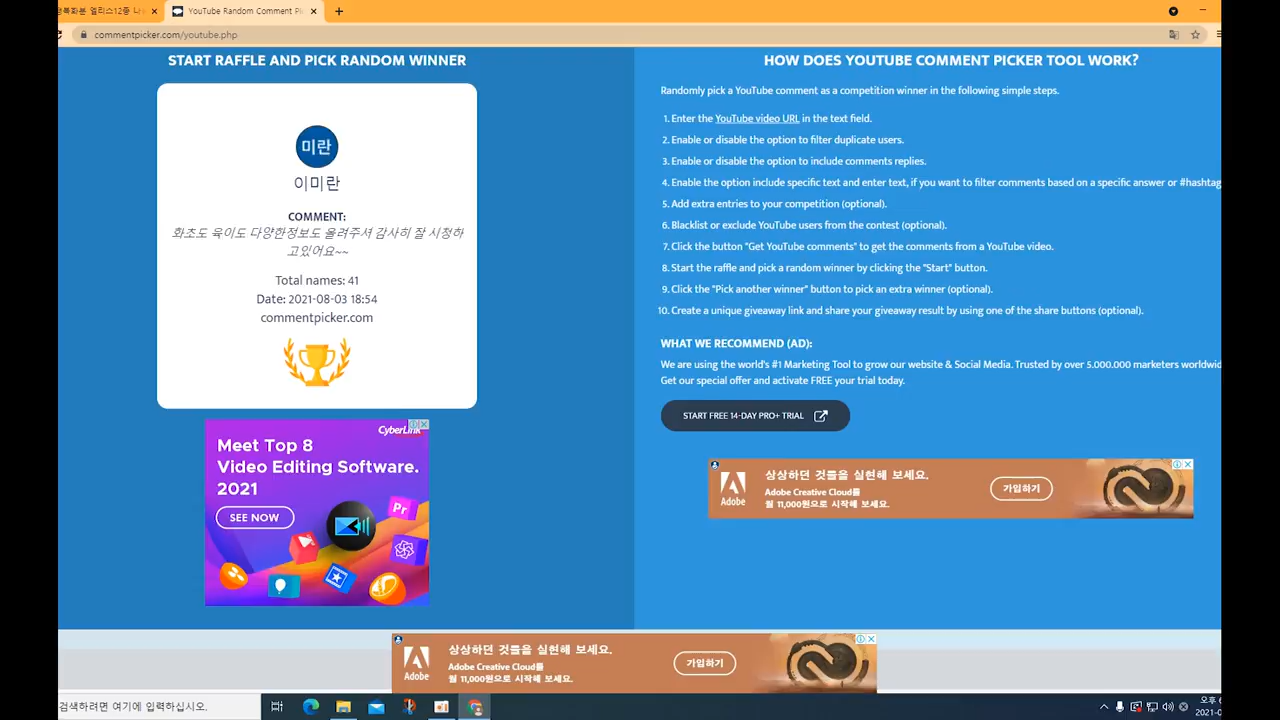 YouTube Random Comment Pi
commentpicker.com/youtube.php
START RAFFLE AND PICK RANDOM WINNER
미란
이미란
COMMENT:
화초도 육이도 다양한정보도 올려주셔 감사히 잘 시청하
고있어요~~
Total names: 41
Date: 2021-08-03 18:54
commentpicker.com
CyberLink
Meet Top 8
Video Editing Software.
2021
SEE NOW
Pr
HOW DOES YOUTUBE COMMENT PICKER TOOL WORK?
Randomly pick a YouTube comment as a competition winner in the following simple steps.
1. Enter the YouTube video URL in the text field.
2. Enable or disable the option to filter duplicate users.
3. Enable or disable the option to include comments replies.
4. Enable the option include specific text and enter text, if you want to filter comments based on a specific answer or #hashtag
5. Add extra entries to your competition (optional).
6. Blacklist or exclude YouTube users from the contest (optional).
7. Click the button "Get YouTube comments" to get the comments from a YouTube video.
8. Start the raffle and pick a random winner by clicking the "Start" button.
9. Click the "Pick another winner" button to pick an extra winner (optional).
10. Create a unique giveaway link and share your giveaway result by using one of the share buttons (optional).
WHAT WE RECOMMEND (AD):
We are using the world's #1 Marketing Tool to grow our website & Social Media. Trusted by over 5.000.000 marketers worldwid
Get our special offer and activate FREE your trial today.
START FREE 14-DAY PRO+ TRIAL
Adobe
상상하던 것들을 실현해 보세요.
Adobe Creative Cloud를
월 11,000원으로 시작해 보세요.
가입하기
Adobe
상상하던 것들을 실현해 보세요.
Adobe Creative Cloud를
월 11,000원으로 시작해 보세요.
가입하기
검색하려면 여기에 입력하십시오.
오후 6
2021-0